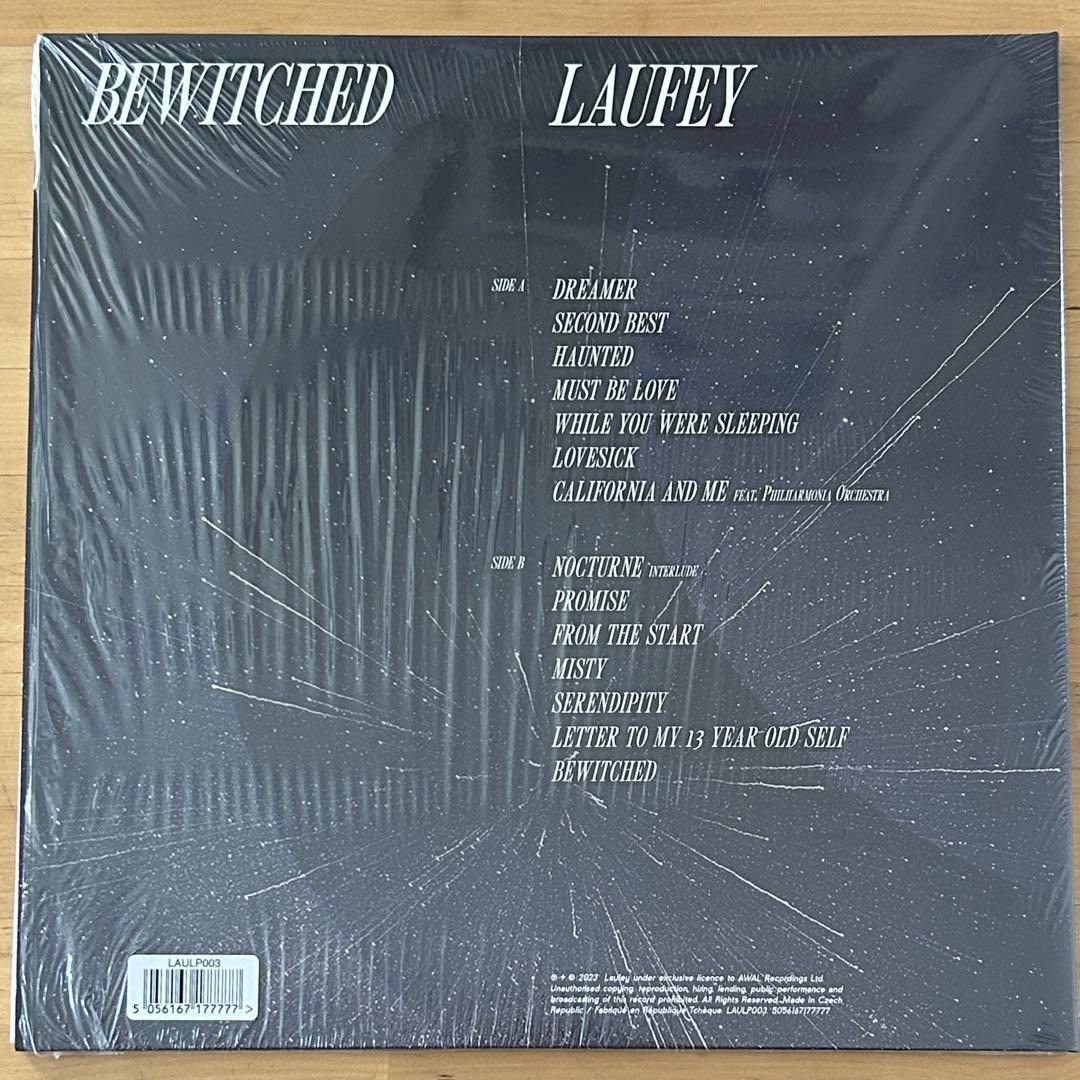 BEWITCHED LAUFEY
SIDE A DREAMER
SECOND BEST
HAUNTED
MUST BE LOVE
WHILE YOU WERE SLEEPING
LOVESICK
CALIFORNIA AND ME FEAT. PHILHARMONIA ORCHESTRA
SIDE B NOCTURNE INTERLUDE
PROMISE
FROM THE START
MISTY
SERENDIPITY
LETTER TO MY 13 YEAR OLD SELF
BEWITCHED
LAULP003
5 056167 177777 >
℗ + © 2023 Laufey under exclusive licence to AWAL Recordings Ltd.
Unauthorised copying, reproduction, hiring, lending, public performance and
broadcasting of this record prohibited. All Rights Reserved. Made in Czech
Republic / Fabriqué en République Tchèque. LAULP003. 5056167177777